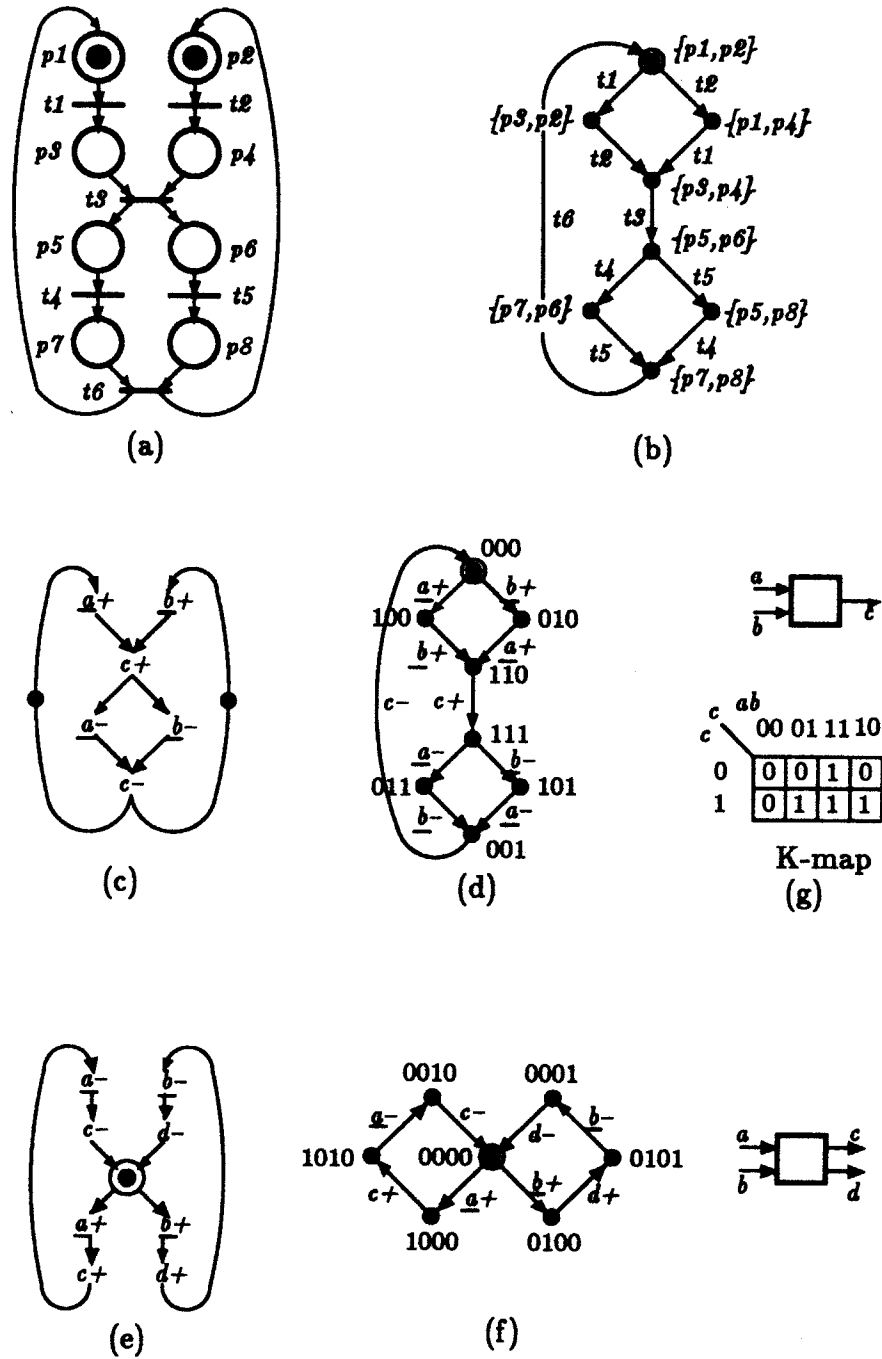 p1 p2
t1 t2
p3 p4
t3
p5 p6
t4 t5
p7 p8
t6
(a)
{p1,p2}
t1 t2
{p3,p2} {p1,p4}
t2 t1
{p3,p4}
t6 t3
{p5,p6}
t4 t5
{p7,p6} {p5,p8}
t5 t4
{p7,p8}
(b)
a+ b+
c+
a- b-
c-
(c)
000
a+ b+
100 010
b+ a+
110
c- c+
111
a- b-
011 101
b- a-
001
(d)
a
b c
c ab
c 00 01 11 10
0 0 0 1 0
1 0 1 1 1
K-map
(g)
a- b-
c- d-
a+ b+
c+ d+
(e)
0010 0001
a- c- d- b-
1010 0000 0101
c+ a+ b+ d+
1000 0100
(f)
a c
b d